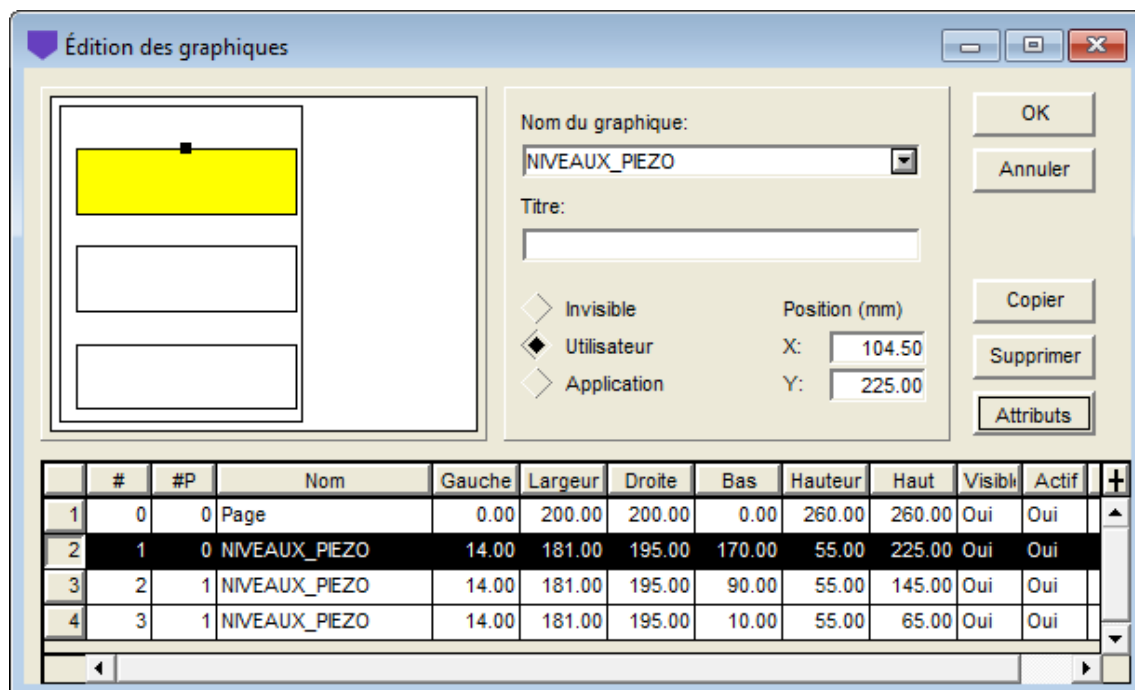 Édition des graphiques
Nom du graphique:
NIVEAUX_PIEZO
Titre:
Invisible
Utilisateur
Application
Position (mm)
X: 104.50
Y: 225.00
OK
Annuler
Copier
Supprimer
Attributs
# #P Nom Gauche Largeur Droite Bas Hauteur Haut Visibl Actif
1 0 0 Page 0.00 200.00 200.00 0.00 260.00 260.00 Oui Oui
2 1 0 NIVEAUX_PIEZO 14.00 181.00 195.00 170.00 55.00 225.00 Oui Oui
3 2 1 NIVEAUX_PIEZO 14.00 181.00 195.00 90.00 55.00 145.00 Oui Oui
4 3 1 NIVEAUX_PIEZO 14.00 181.00 195.00 10.00 55.00 65.00 Oui Oui